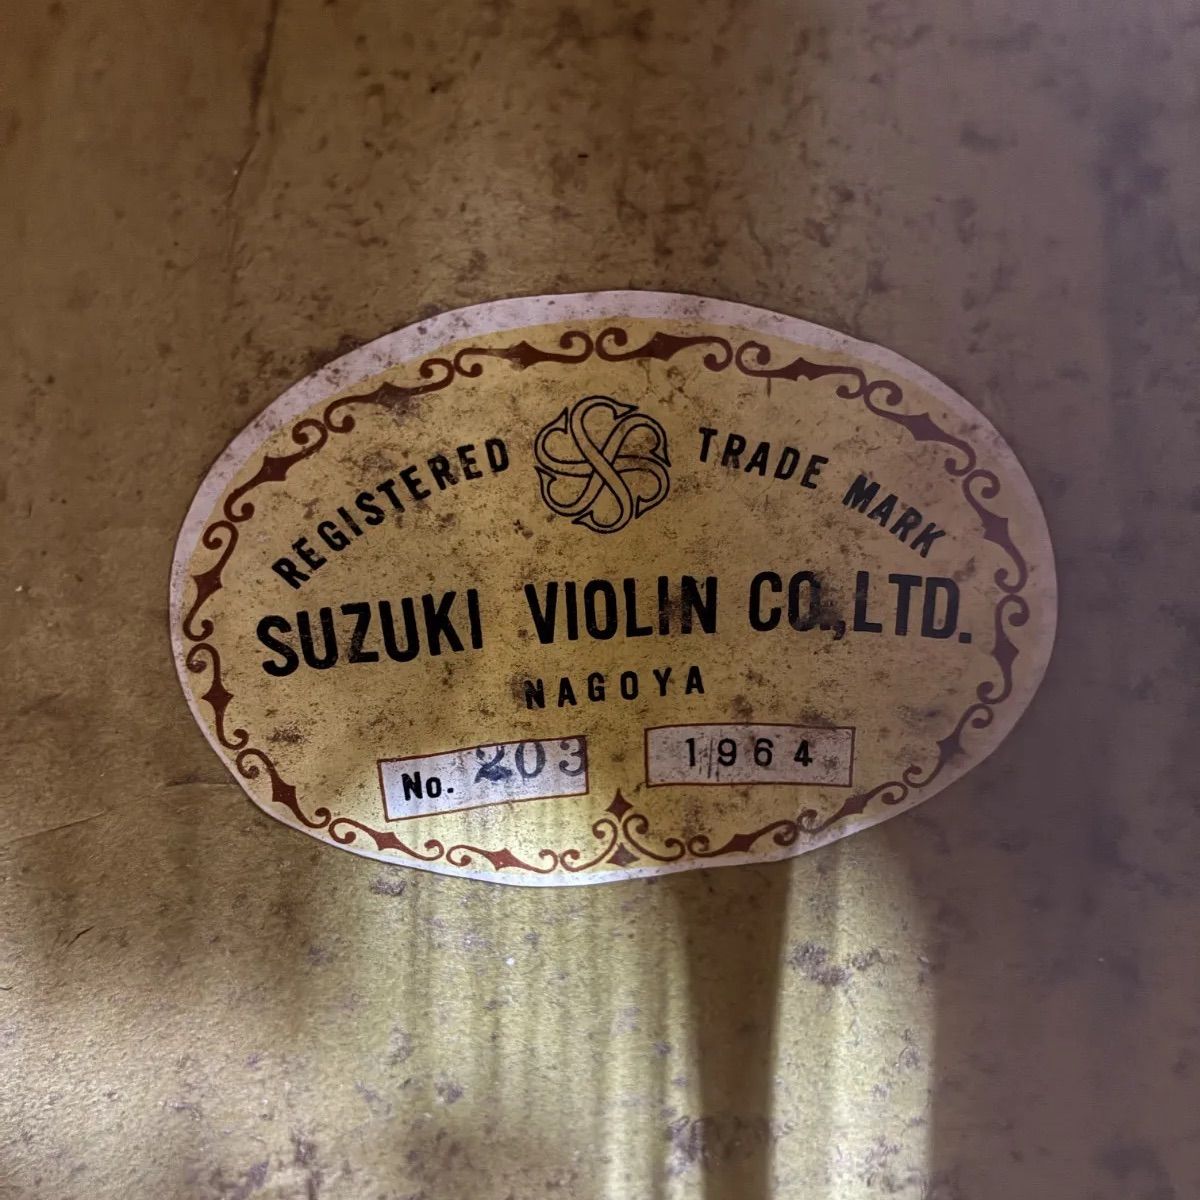 REGISTERED TRADE MARK
SUZUKI VIOLIN CO., LTD.
NAGOYA
No. 203 1964